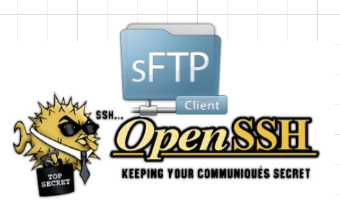 sFTP
Client
SSH...
OpenSSH
KEEPING YOUR COMMUNIQUÉS SECRET
TOP
SECRET